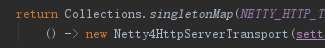 return Collections.singletonMap(NETTY_HTTP_T
() -> new Netty4HttpServerTransport(sett